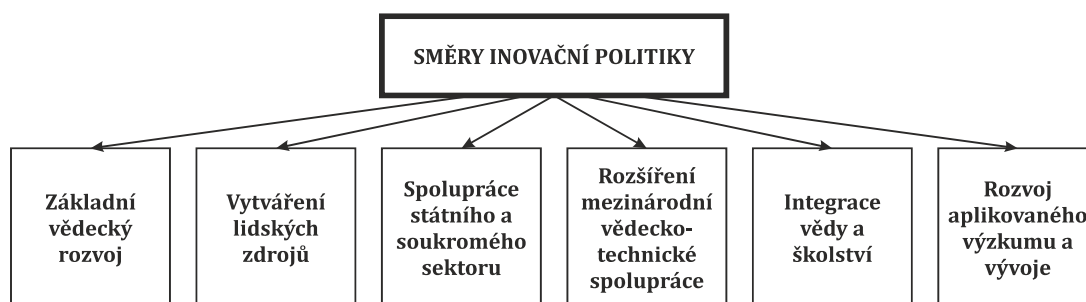 SMĚRY INOVAČNÍ POLITIKY
Základní
vědecký
rozvoj
Vytváření
lidských
zdrojů
Spolupráce
státního a
soukromého
sektoru
Rozšíření
mezinárodní
vědecko-
technické
spolupráce
Integrace
vědy a
školství
Rozvoj
aplikovaného
výzkumu a
vývoje